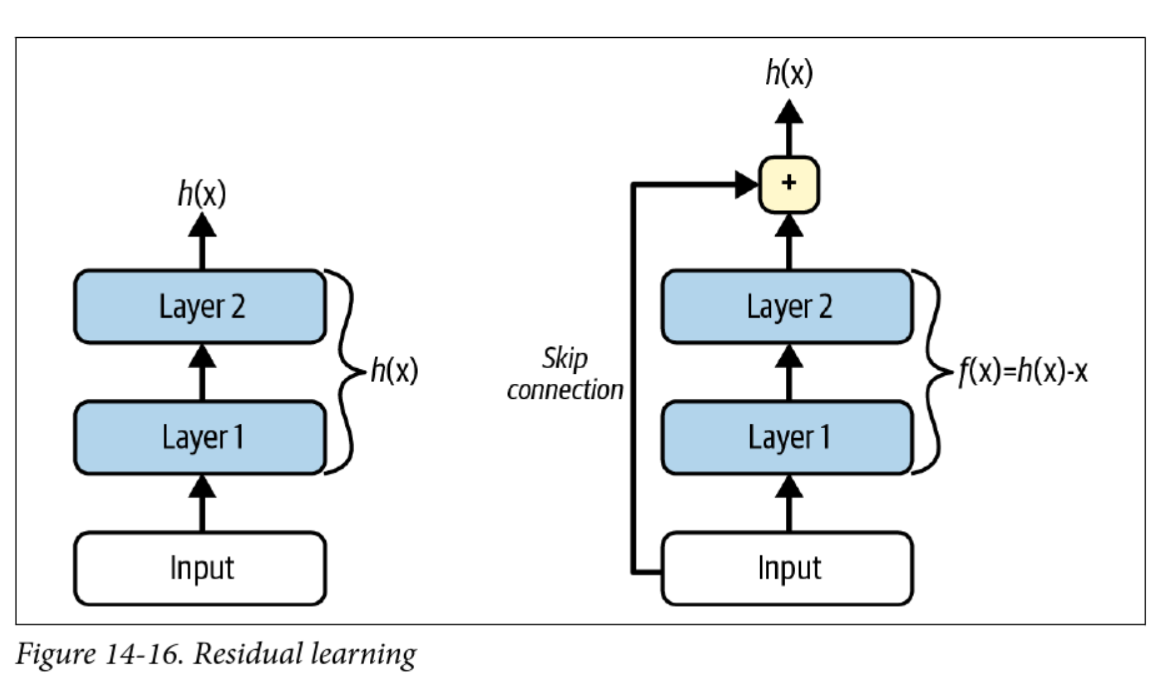 h(x)
Layer 2
h(x)
Layer 1
Input
h(x)
+
Layer 2
Skip
connection
f(x)=h(x)-x
Layer 1
Input
Figure 14-16. Residual learning